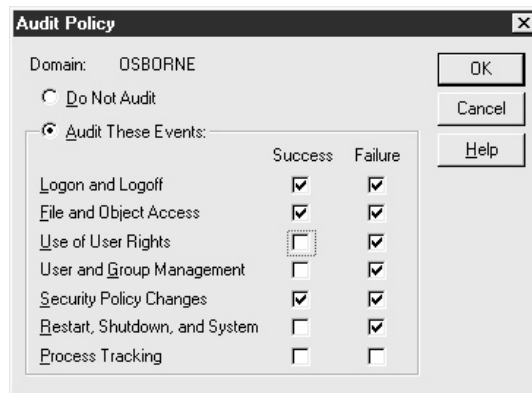 Audit Policy
Domain: OSBORNE
OK
Do Not Audit
Cancel
Audit These Events:
Help
Success Failure
Logon and Logoff
File and Object Access
Use of User Rights
User and Group Management
Security Policy Changes
Restart, Shutdown, and System
Process Tracking